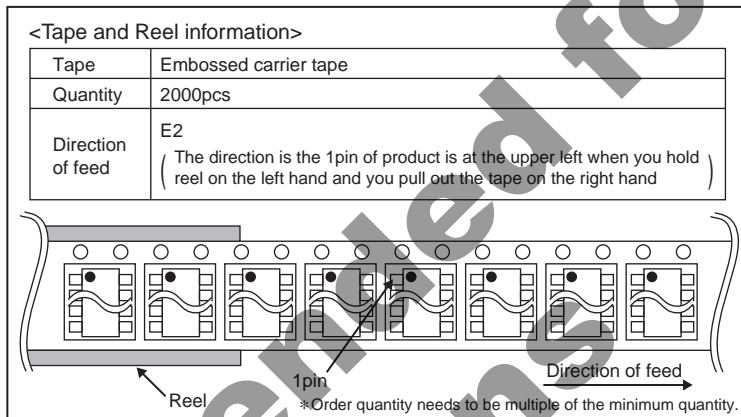 <Tape and Reel information>
Tape Embossed carrier tape
Quantity 2000pcs
Direction of feed E2
( The direction is the 1pin of product is at the upper left when you hold
reel on the left hand and you pull out the tape on the right hand )
Reel
1pin
Direction of feed
*Order quantity needs to be multiple of the minimum quantity.